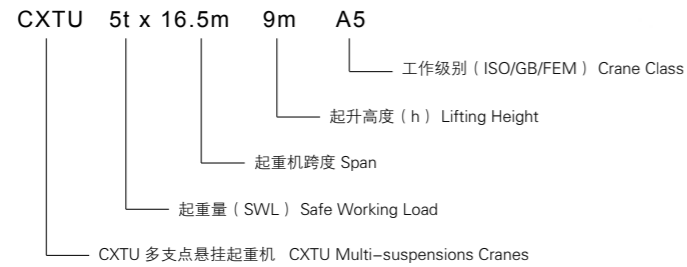 CXTU 5t x 16.5m 9m A5
工作级别（ISO/GB/FEM）Crane Class
起升高度（h）Lifting Height
起重机跨度 Span
起重量（SWL）Safe Working Load
CXTU 多支点悬挂起重机 CXTU Multi-suspensions Cranes